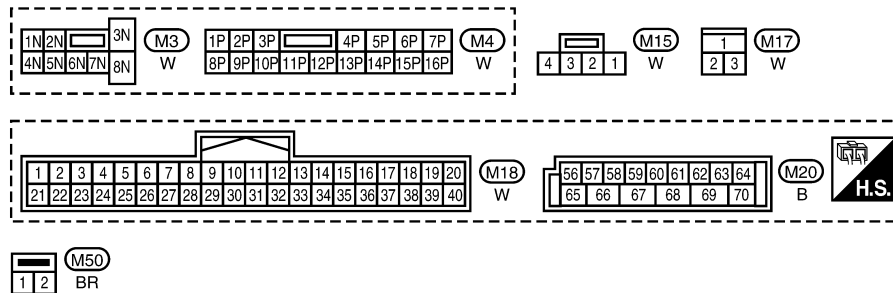 1N 2N 3N M3 1P 2P 3P 4P 5P 6P 7P M4 M15 1 M17
4N 5N 6N 7N 8N W 8P 9P 10P 11P 12P 13P 14P 15P 16P W 4 3 2 1 W 2 3 W
1 2 3 4 5 6 7 8 9 10 11 12 13 14 15 16 17 18 19 20 M18 56 57 58 59 60 61 62 63 64 M20
21 22 23 24 25 26 27 28 29 30 31 32 33 34 35 36 37 38 39 40 W 65 66 67 68 69 70 B H.S.
M50
1 2 BR